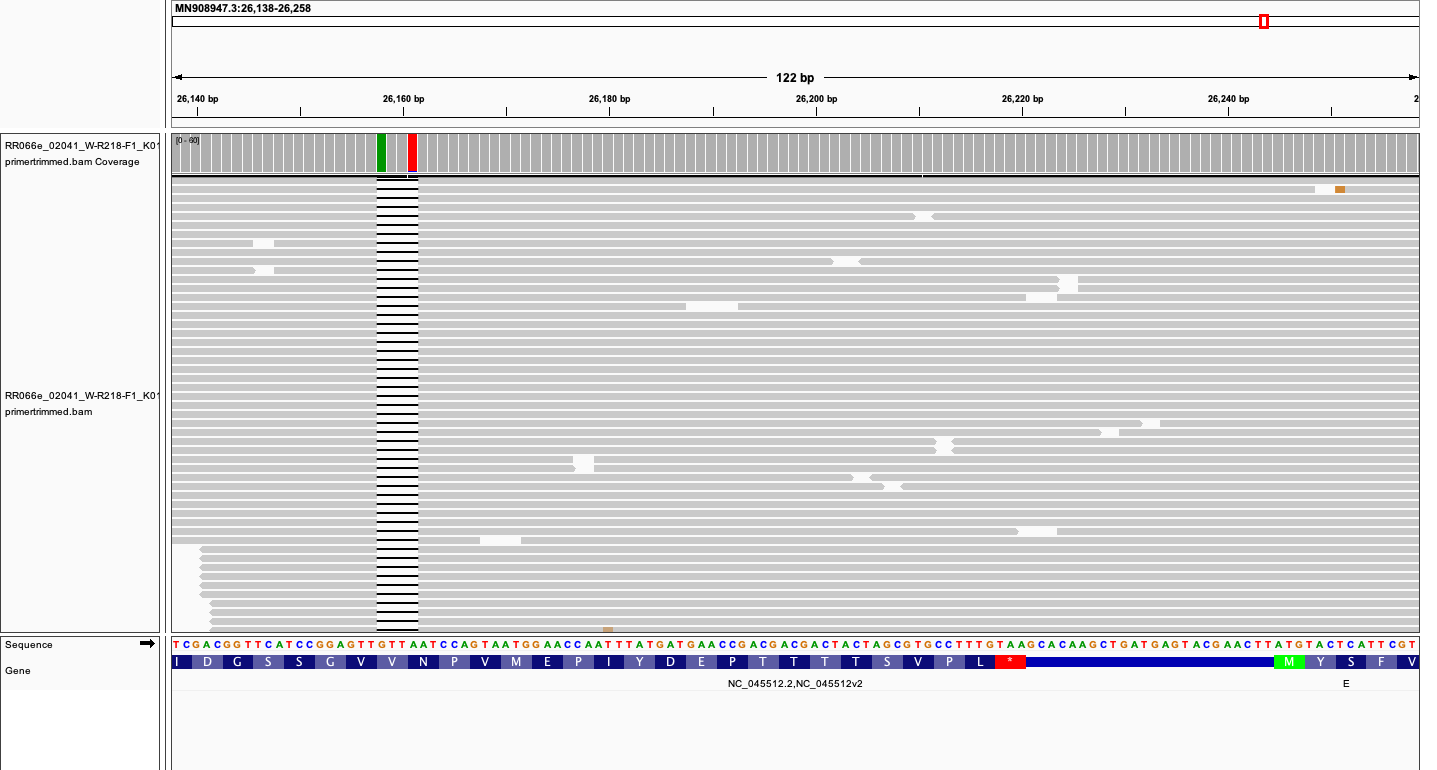 MN908947.3:26,138-26,258
122 bp
26,140 bp 26,160 bp 26,180 bp 26,200 bp 26,220 bp 26,240 bp 2
RR066e_02041_W-R218-F1_K01
primertrimmed.bam Coverage
[0 - 60]
RR066e_02041_W-R218-F1_K01
primertrimmed.bam
Sequence
TCGACGGTTCATCCGGAGTTGTTAATCCAGTAATGGAACCAATTTATGATGAACCGACGACGACTACTAGCGTGCCTTTGTAAGCACAAGCTGATGAGTACGAACTTATGTACTCATTCGT
Gene
I D G S S G V V N P V M E P I Y D E P T T T T S V P L * M Y S F V
NC_045512.2,NC_045512v2 E